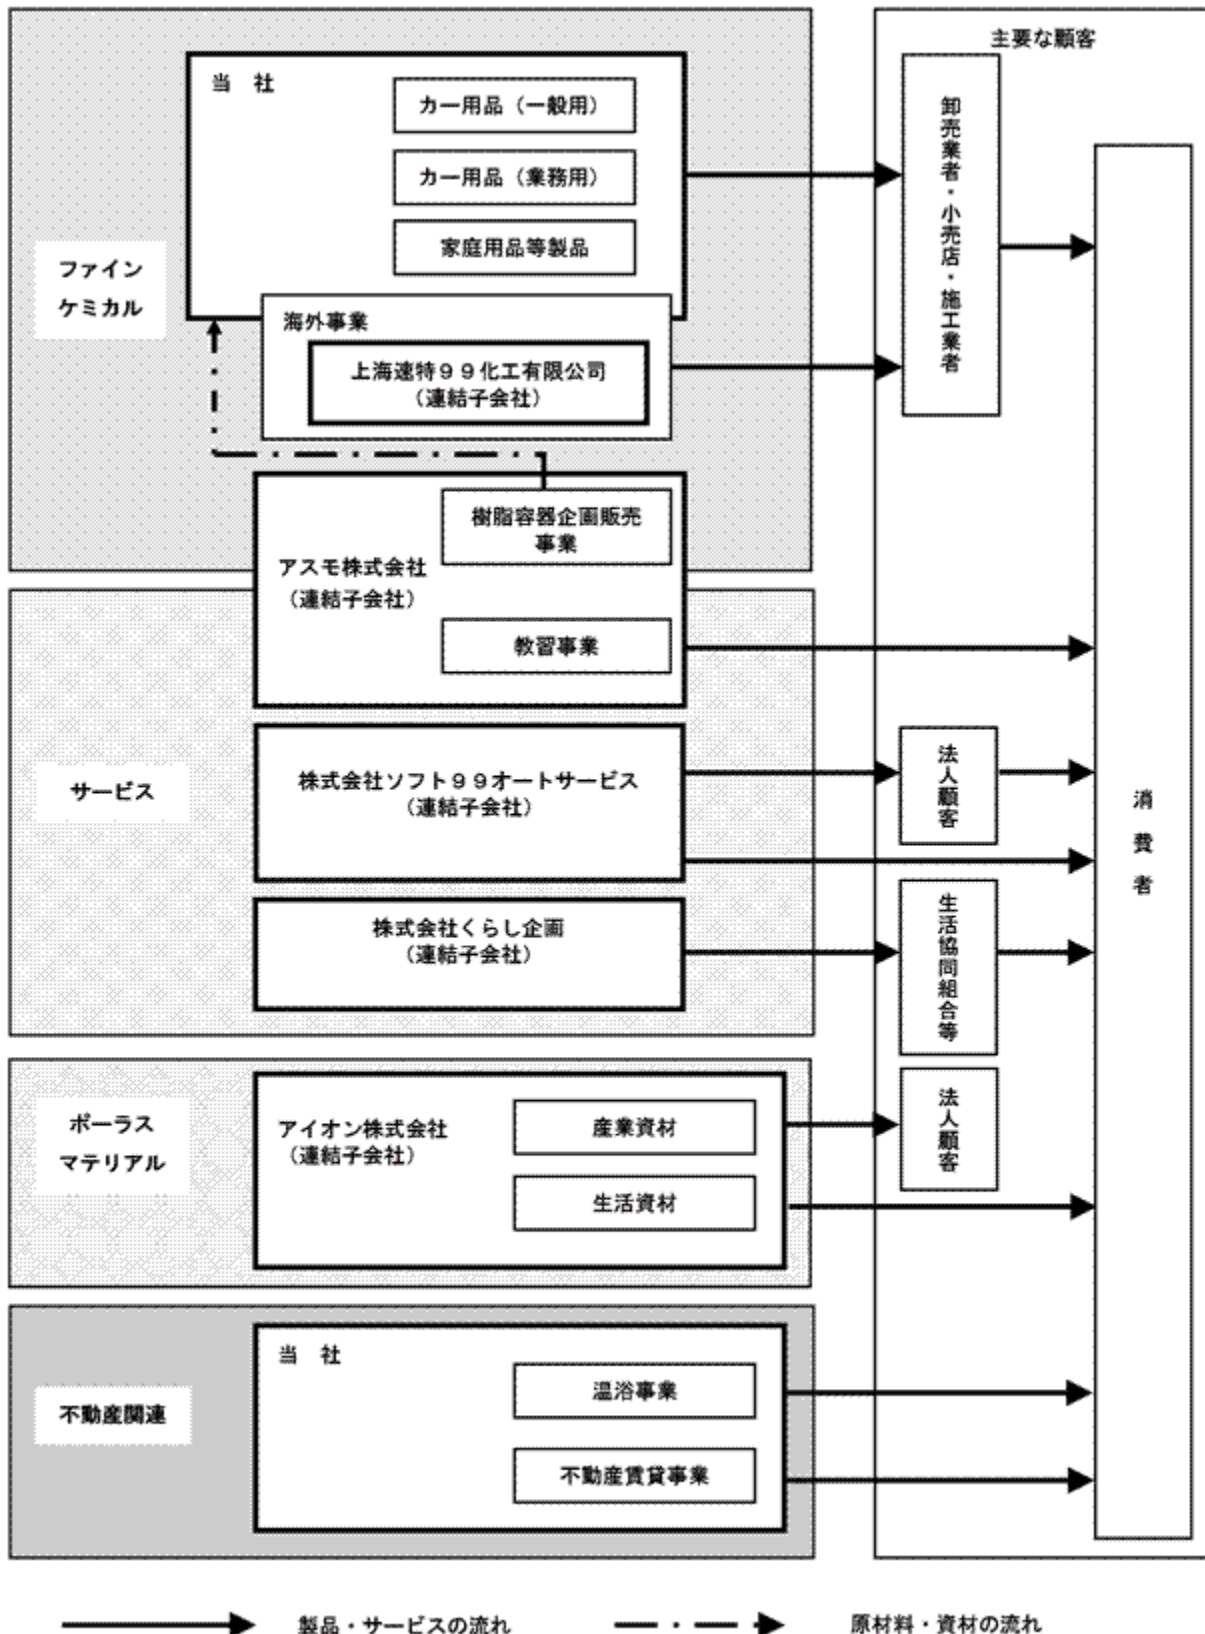 主要な顧客
当　社
カー用品（一般用）
カー用品（業務用）
家庭用品等製品
ファイン
ケミカル
海外事業
上海速特９９化工有限公司
（連結子会社）
卸売業者・小売店・施工業者
樹脂容器企画販売
事業
アスモ株式会社
（連結子会社）
教習事業
サービス
株式会社ソフト９９オートサービス
（連結子会社）
法人顧客
株式会社くらし企画
（連結子会社）
生活協同組合等
消費者
ポーラス
マテリアル
アイオン株式会社
（連結子会社）
産業資材
生活資材
法人顧客
不動産関連
当　社
温浴事業
不動産賃貸事業
製品・サービスの流れ
原材料・資材の流れ